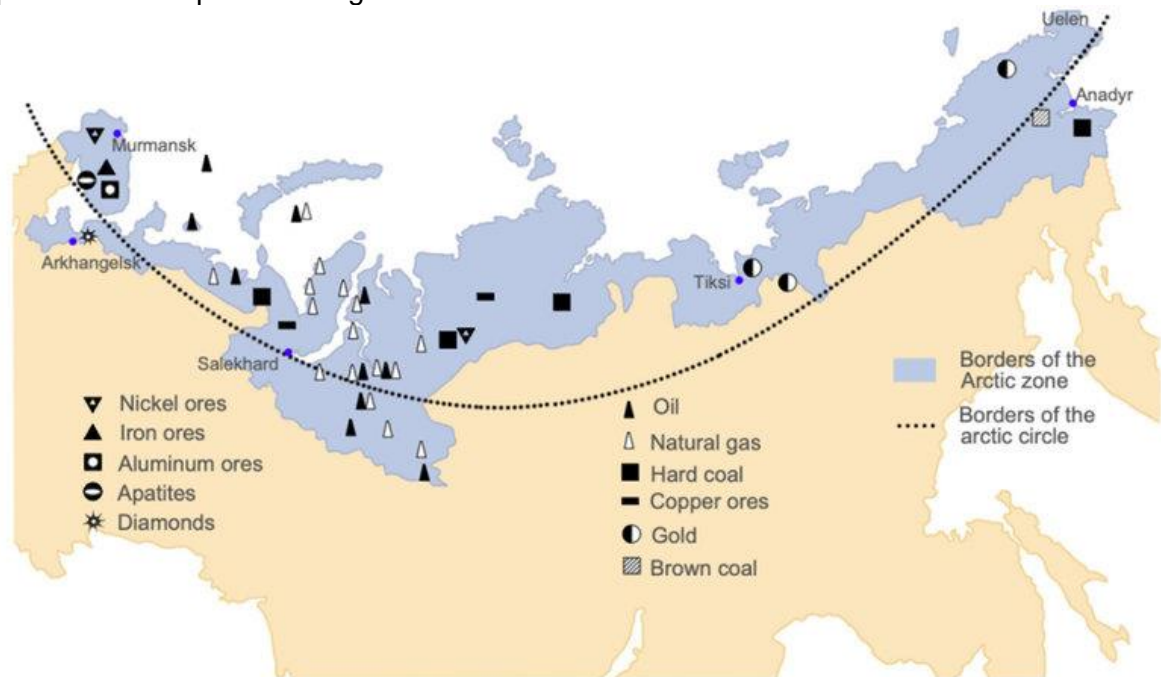 Uelen
Anadyr
Murmansk
Arkhangelsk
Tiksi
Salekhard
Nickel ores
Iron ores
Aluminum ores
Apatites
Diamonds
Oil
Natural gas
Hard coal
Copper ores
Gold
Brown coal
Borders of the
Arctic zone
Borders of the
arctic circle